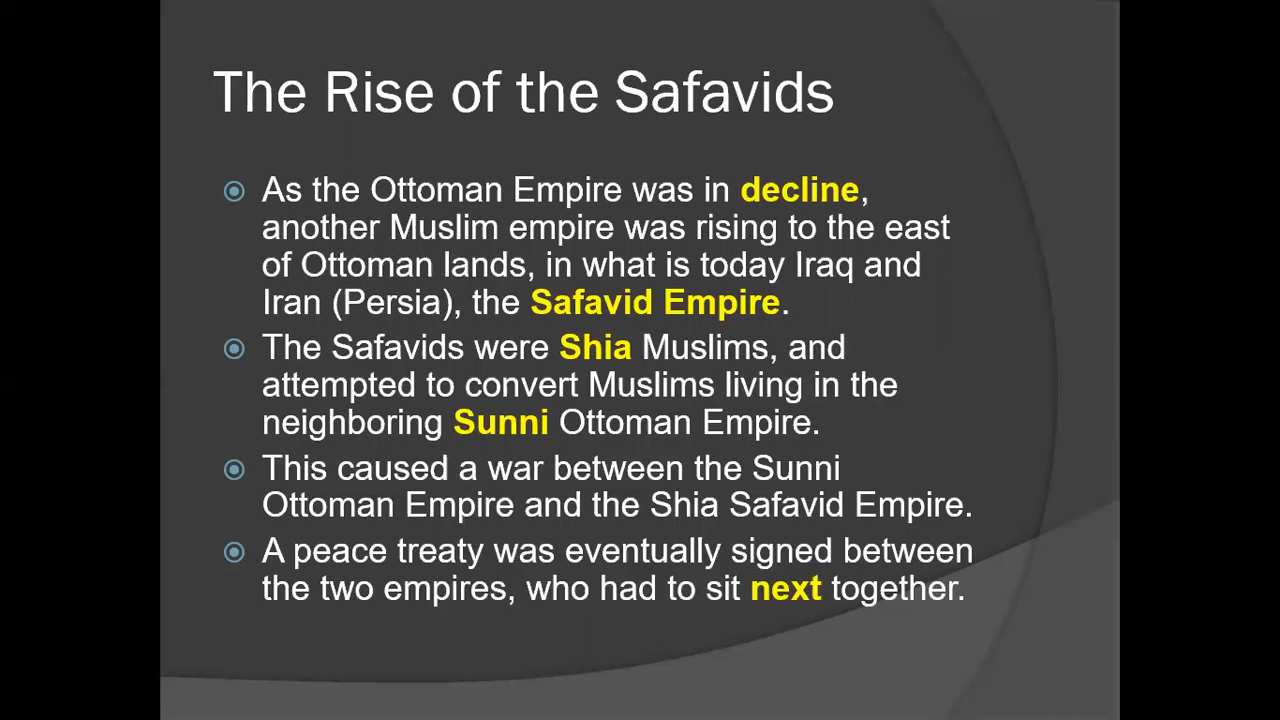 The Rise of the Safavids
As the Ottoman Empire was in decline,
another Muslim empire was rising to the east
of Ottoman lands, in what is today Iraq and
Iran (Persia), the Safavid Empire.
The Safavids were Shia Muslims, and
attempted to convert Muslims living in the
neighboring Sunni Ottoman Empire.
This caused a war between the Sunni
Ottoman Empire and the Shia Safavid Empire.
A peace treaty was eventually signed between
the two empires, who had to sit next together.